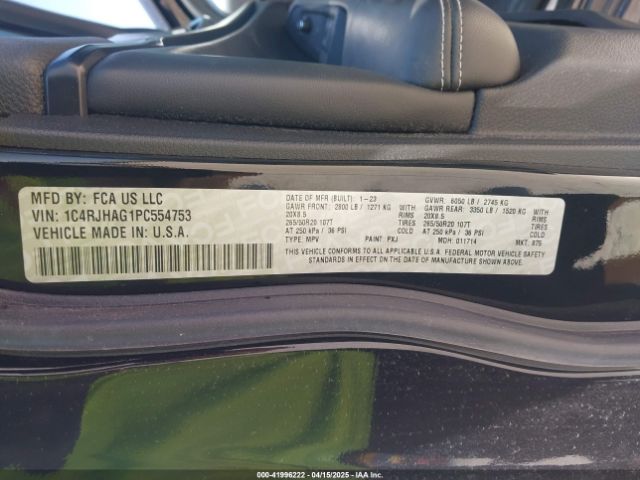 MFD BY: FCA US LLC
VIN: 1C4RJHAG1PC554753
VEHICLE MADE IN: U.S.A.
DATE OF MFR (BUILT): 1-23 GVWR: 6050 LB / 2745 KG
GAWR FRONT: 2800 LB / 1271 KG GAWR REAR: 3350 LB / 1520 KG
20X8.5 RIMS 20X8.5 RIMS
265/50R20 107T TIRES 265/50R20 107T TIRES
AT 250 kPa / 36 PSI COLD AT 250 kPa / 36 PSI COLD
TYPE: MPV PAINT: PXJ MDH: 011714 MKT: 875
THIS VEHICLE CONFORMS TO ALL APPLICABLE U.S.A. FEDERAL MOTOR VEHICLE SAFETY
STANDARDS IN EFFECT ON THE DATE OF MANUFACTURE SHOWN ABOVE.
000-41996222 - 04/15/2025 - IAAI.COM